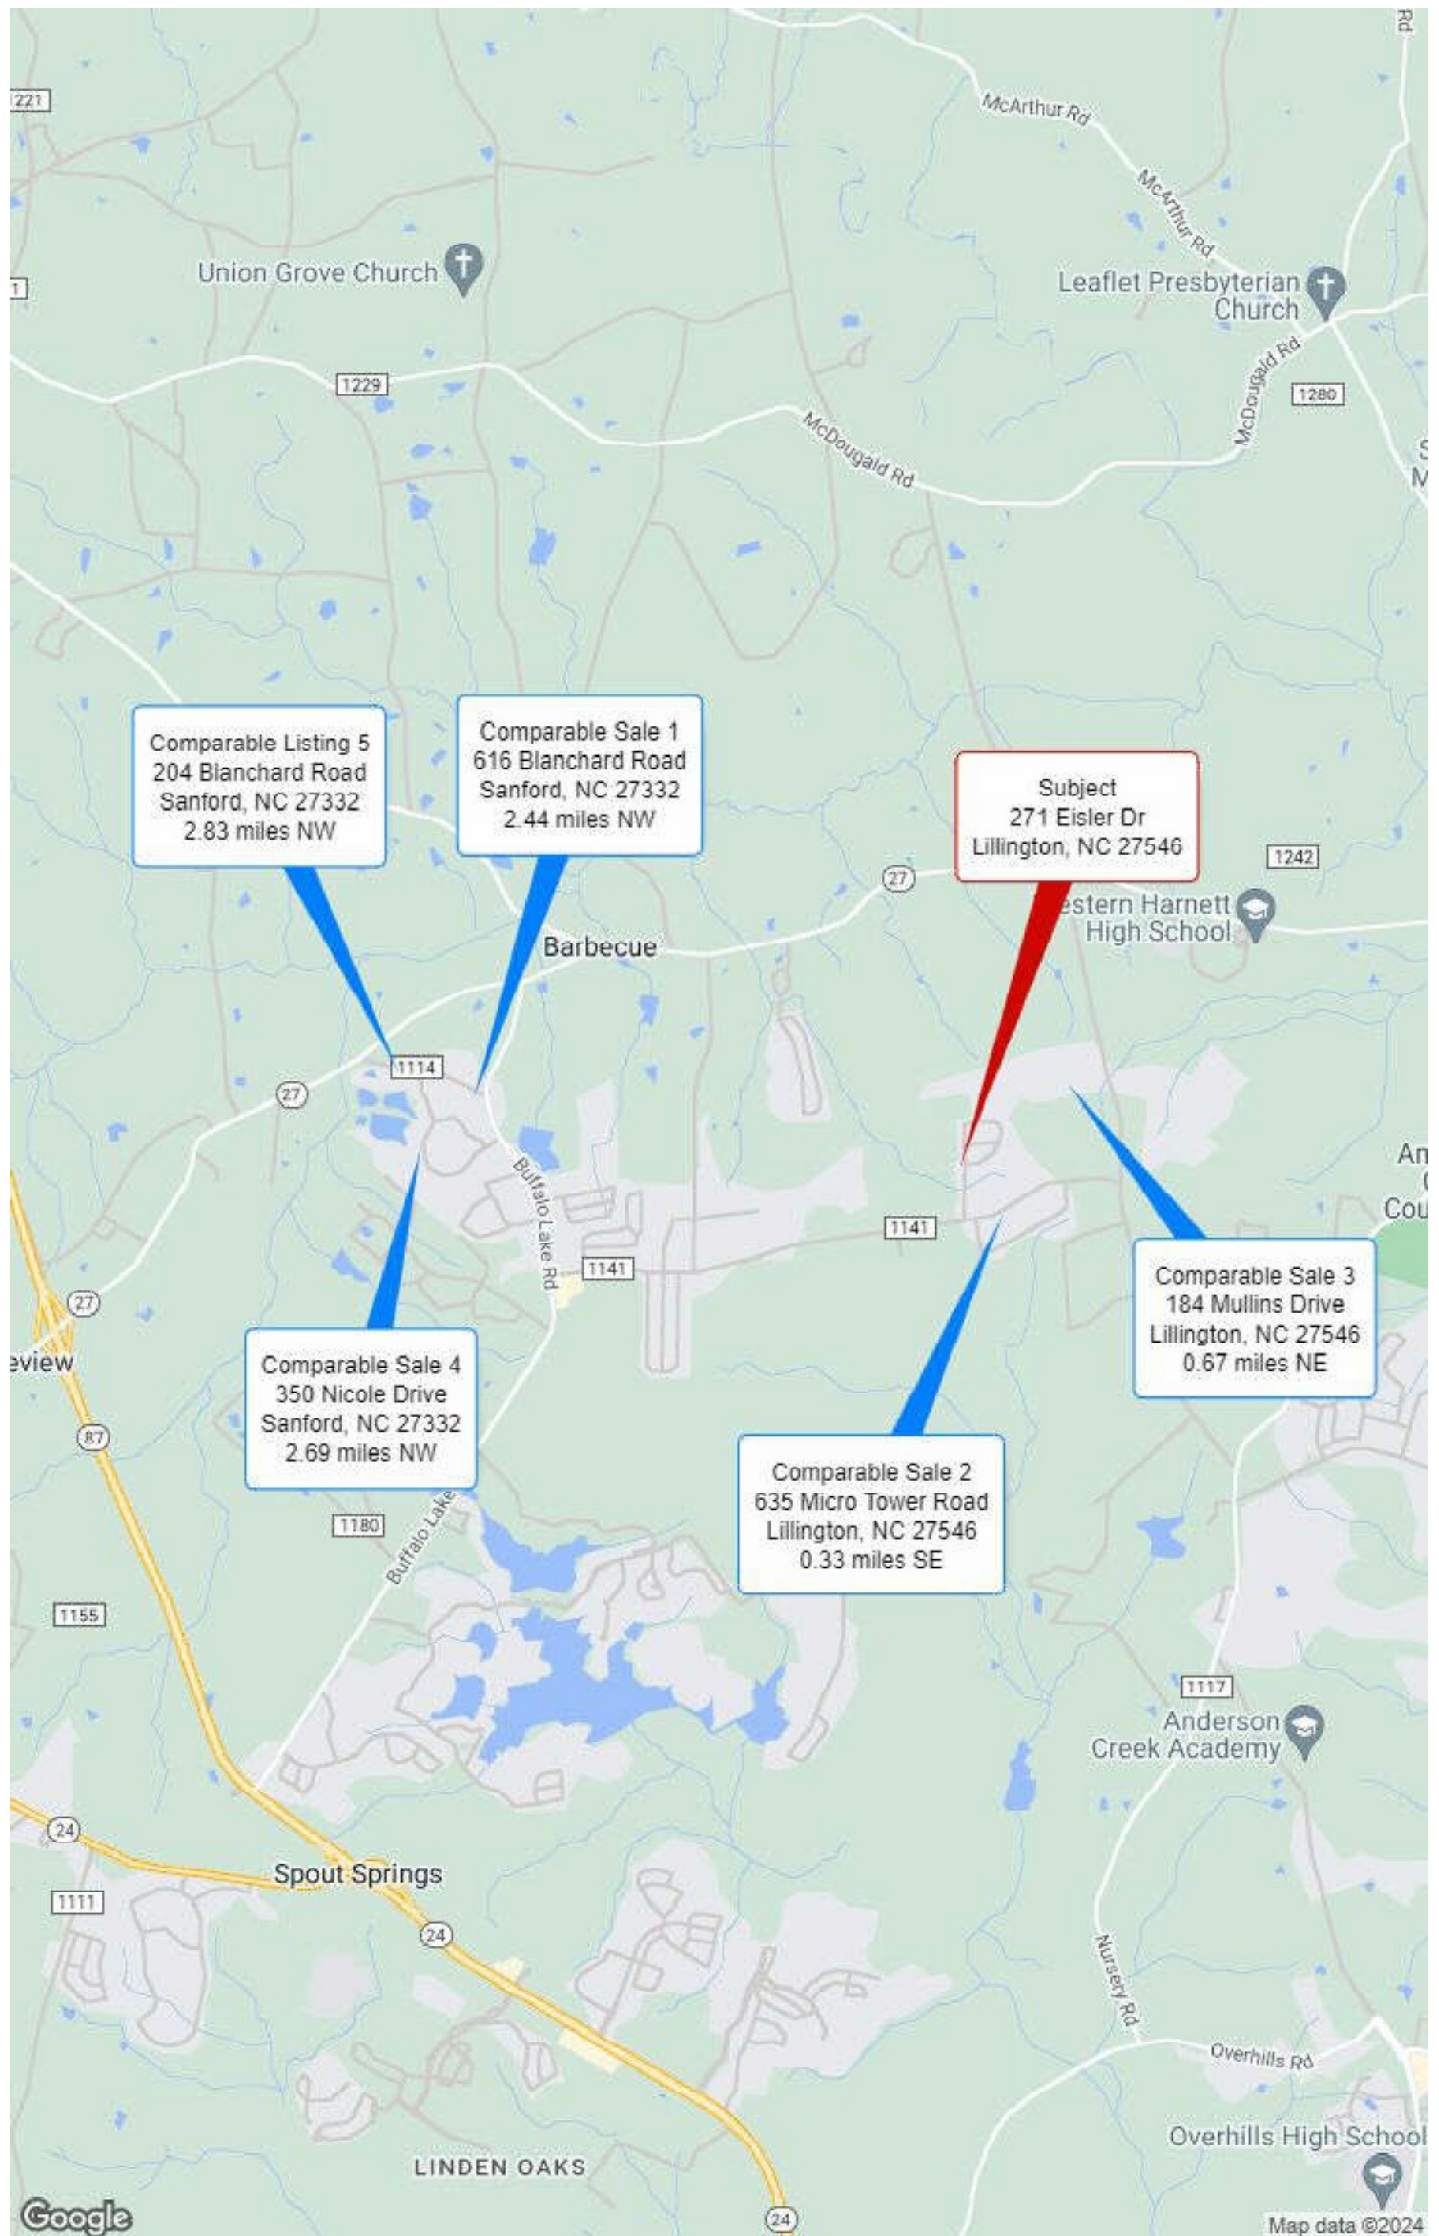 Rd
McArthur Rd
1221
McArthur Rd
Union Grove Church
Leaflet Presbyterian
Church
1
1229
McDougald Rd
1280
McDougald Rd
S
M
Comparable Listing 5
204 Blanchard Road
Sanford, NC 27332
2.83 miles NW
Comparable Sale 1
616 Blanchard Road
Sanford, NC 27332
2.44 miles NW
Subject
271 Eisler Dr
Lillington, NC 27546
27
1242
estern Harnett
High School
Barbecue
1114
27
Buffalo Lake Rd
1141
1141
An
Cou
27
eview
87
Comparable Sale 3
184 Mullins Drive
Lillington, NC 27546
0.67 miles NE
Comparable Sale 4
350 Nicole Drive
Sanford, NC 27332
2.69 miles NW
Comparable Sale 2
635 Micro Tower Road
Lillington, NC 27546
0.33 miles SE
1180
Buffalo Lake
1155
1117
Anderson
Creek Academy
24
Spout Springs
1111
24
Nursery Rd
Overhills Rd
Overhills High School
LINDEN OAKS
24
Google
Map data ©2024